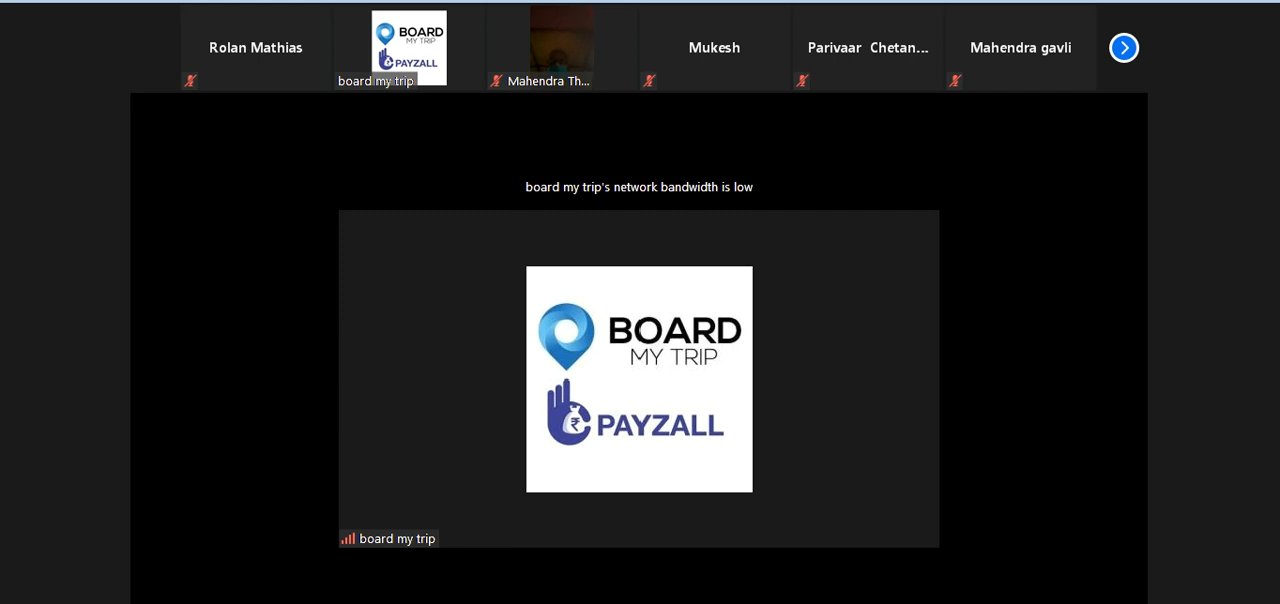 Rolan Mathias
BOARD
MY TRIP
PAYZALL
board my trip
Mahendra Th...
Mukesh
Parivaar Chetan...
Mahendra gavli
board my trip's network bandwidth is low
BOARD
MY TRIP
₹
PAYZALL
board my trip